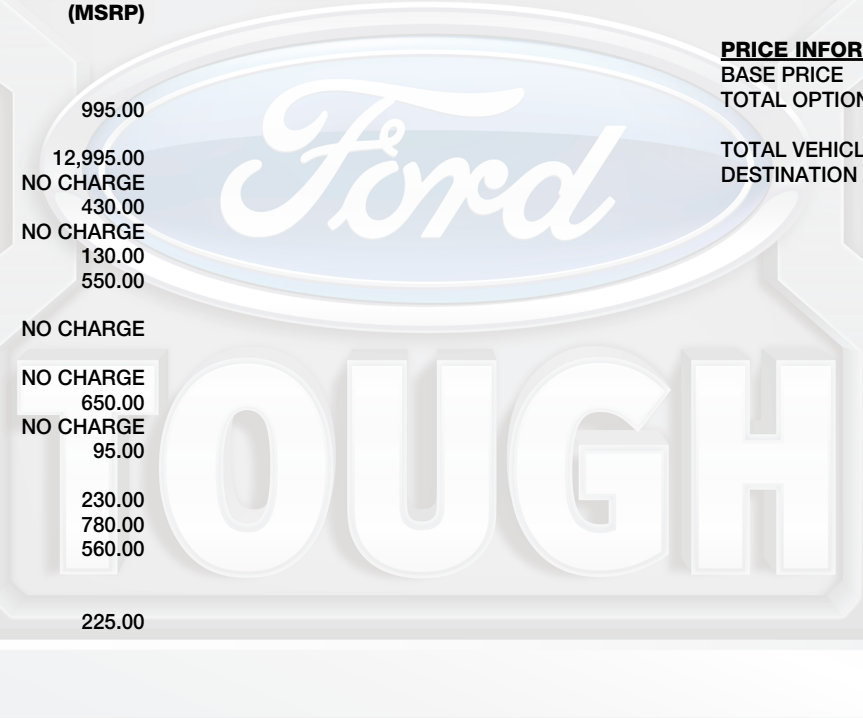 (MSRP)
995.00
12,995.00
NO CHARGE
430.00
NO CHARGE
130.00
550.00
NO CHARGE
NO CHARGE
650.00
NO CHARGE
95.00
230.00
780.00
560.00
225.00
PRICE INFOR
BASE PRICE
TOTAL OPTION
TOTAL VEHICL
DESTINATION
Ford
TOUGH